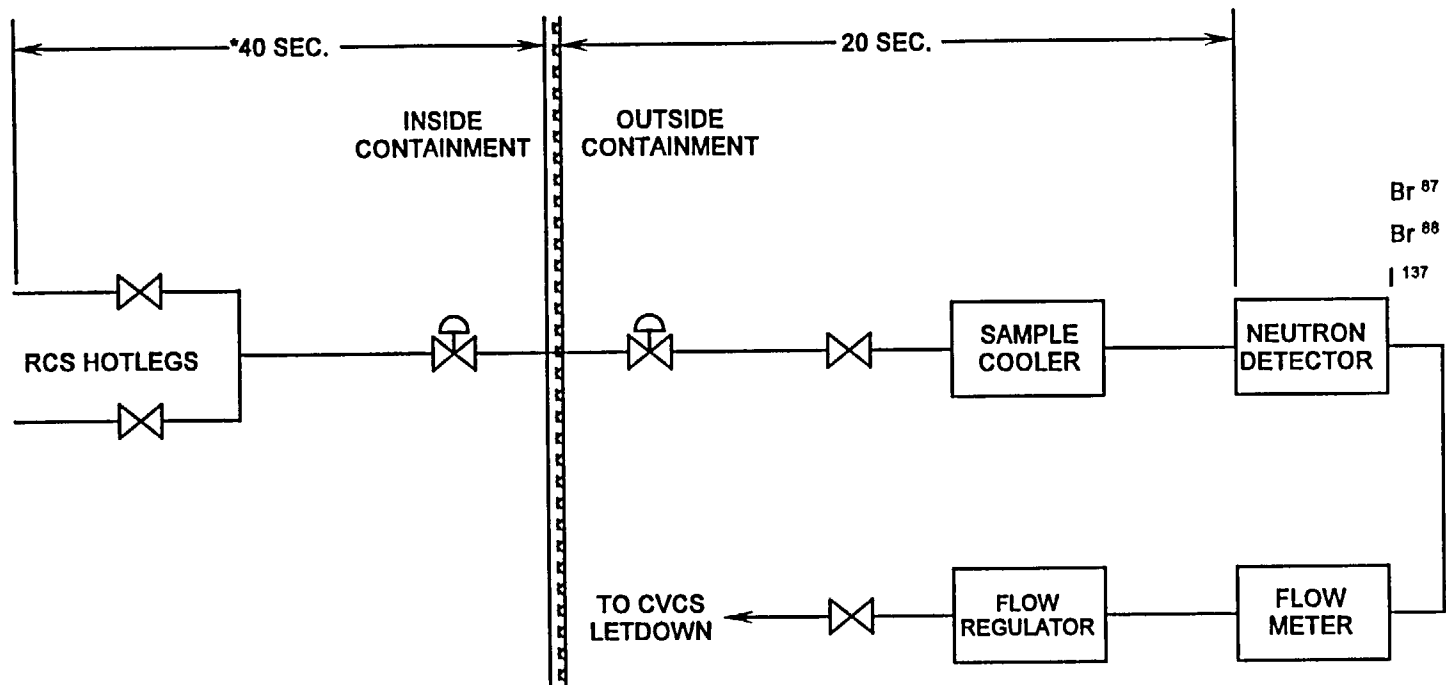 *40 SEC.
20 SEC.
INSIDE
CONTAINMENT
OUTSIDE
CONTAINMENT
Br 87
Br 88
I 137
RCS HOTLEGS
SAMPLE
COOLER
NEUTRON
DETECTOR
TO CVCS
LETDOWN
FLOW
REGULATOR
FLOW
METER